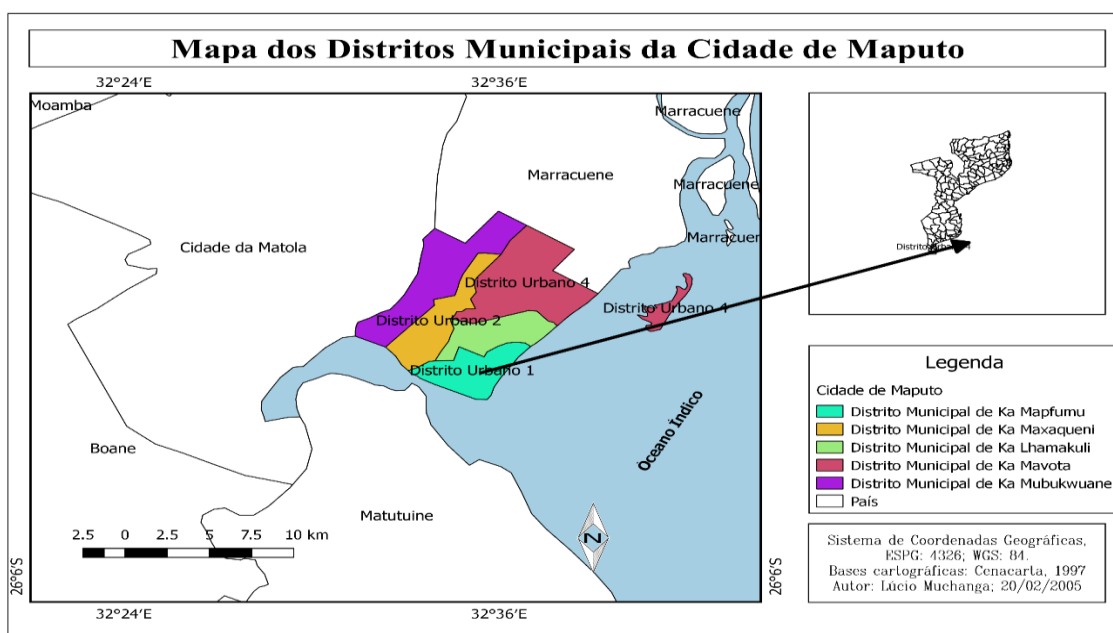 Mapa dos Distritos Municipais da Cidade de Maputo
32°24′E
32°36′E
Moamba
Marracuene
Marracuene
Marracuene
Marracuen
Cidade da Matola
Distrito Urbano 4
Distrito Urbano 4
Distrito Urbano 2
Distrito Urbano 1
Boane
Matutuine
Óceano Índico
2.5 0 2.5 5 7.5 10 km
N
26°6′S
26°6′S
32°24′E
32°36′E
Distrito Urbano 4
Legenda
Cidade de Maputo
Distrito Municipal de Ka Mapfumu
Distrito Municipal de Ka Maxaqueni
Distrito Municipal de Ka Lhamakuli
Distrito Municipal de Ka Mavota
Distrito Municipal de Ka Mubukwuane
País
Sistema de Coordenadas Geográficas,
ESPG: 4326; WGS: 84.
Bases cartográficas: Cenacarta, 1997
Autor: Lúcio Muchanga; 20/02/2005